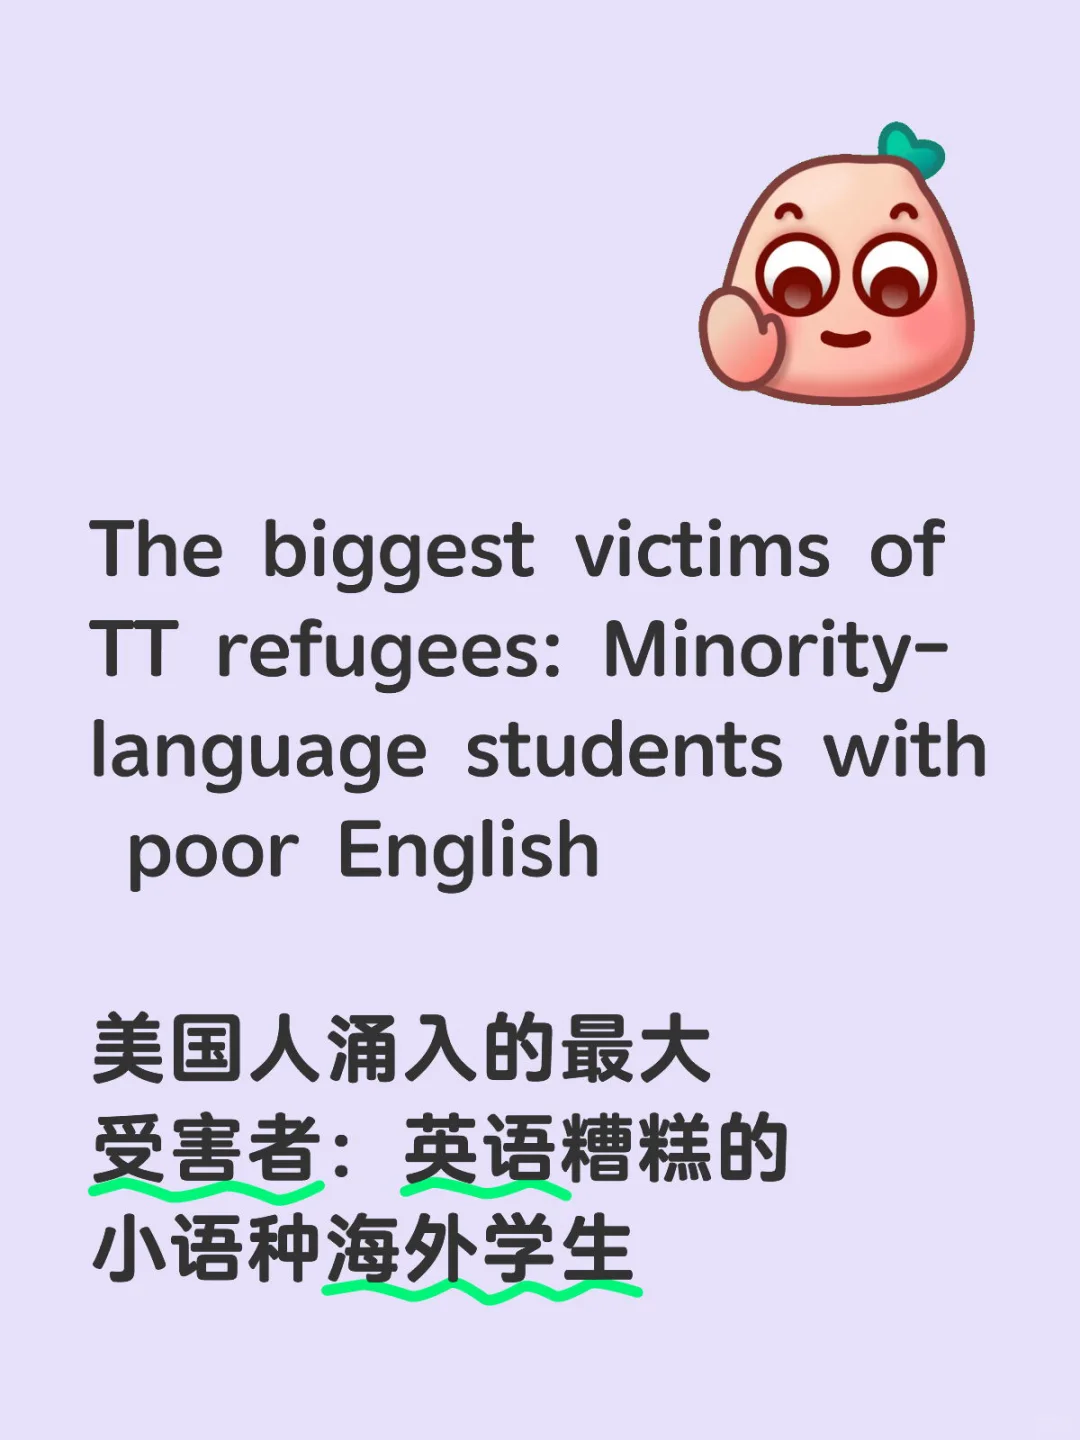 The biggest victims of
TT refugees: Minority-
language students with
poor English
美国人涌入的最大
受害者：英语糟糕的
小语种海外学生